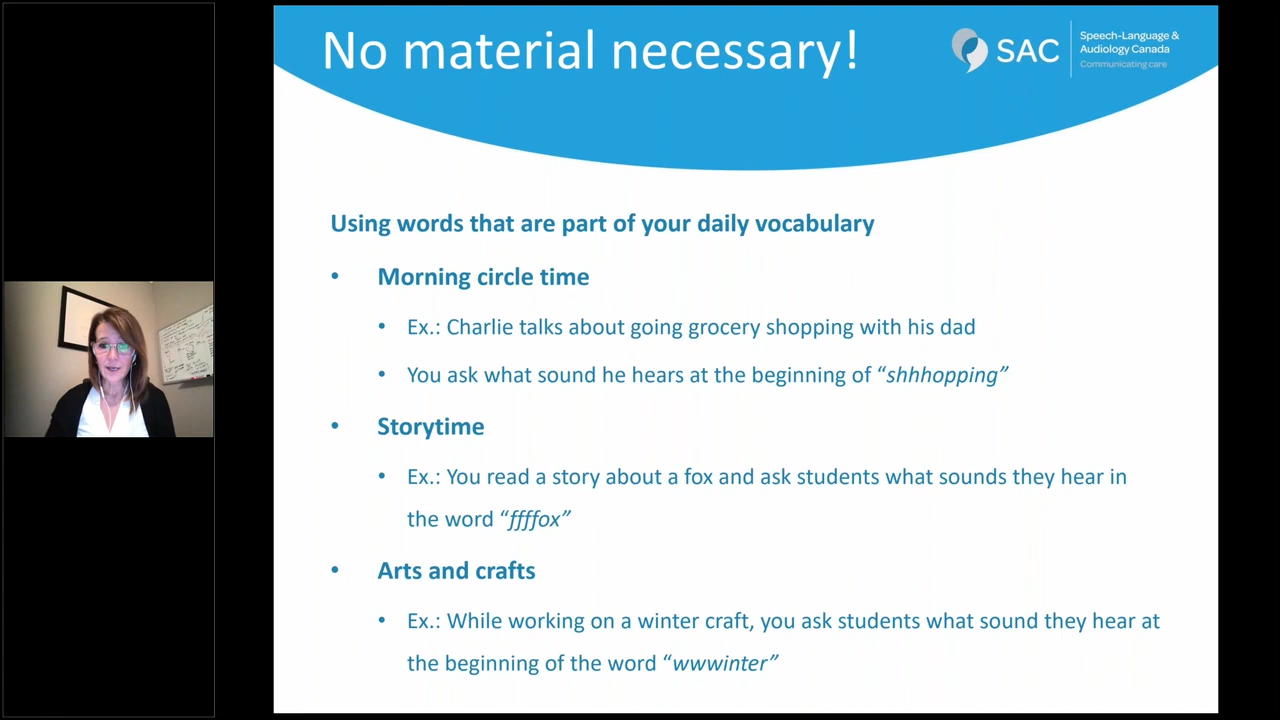 No material necessary!
SAC
Speech-Language &
Audiology Canada
Communicating care
Using words that are part of your daily vocabulary
• Morning circle time
• Ex.: Charlie talks about going grocery shopping with his dad
• You ask what sound he hears at the beginning of “shhhopping”
• Storytime
• Ex.: You read a story about a fox and ask students what sounds they hear in
the word “ffffox”
• Arts and crafts
• Ex.: While working on a winter craft, you ask students what sound they hear at
the beginning of the word “wwwinter”